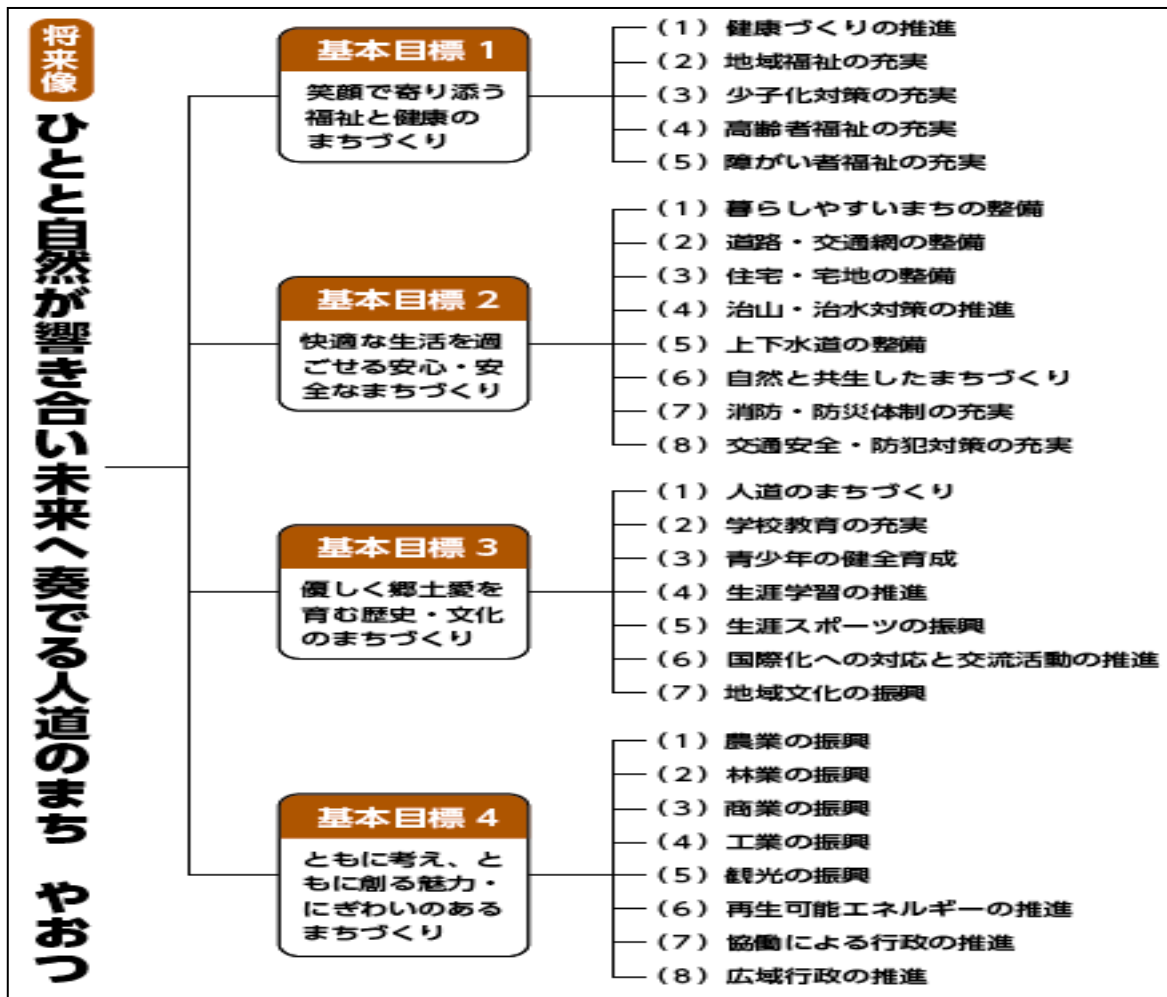 将来像
ひとと自然が響き合い未来へ奏でる人道のまち　やおつ
基本目標 1
笑顔で寄り添う
福祉と健康の
まちづくり
(1) 健康づくりの推進
(2) 地域福祉の充実
(3) 少子化対策の充実
(4) 高齢者福祉の充実
(5) 障がい者福祉の充実
基本目標 2
快適な生活を過
ごせる安心・安
全なまちづくり
(1) 暮らしやすいまちの整備
(2) 道路・交通網の整備
(3) 住宅・宅地の整備
(4) 治山・治水対策の推進
(5) 上下水道の整備
(6) 自然と共生したまちづくり
(7) 消防・防災体制の充実
(8) 交通安全・防犯対策の充実
基本目標 3
優しく郷土愛を
育む歴史・文化
のまちづくり
(1) 人道のまちづくり
(2) 学校教育の充実
(3) 青少年の健全育成
(4) 生涯学習の推進
(5) 生涯スポーツの振興
(6) 国際化への対応と交流活動の推進
(7) 地域文化の振興
基本目標 4
ともに考え、と
もに創る魅力・
にぎわいのある
まちづくり
(1) 農業の振興
(2) 林業の振興
(3) 商業の振興
(4) 工業の振興
(5) 観光の振興
(6) 再生可能エネルギーの推進
(7) 協働による行政の推進
(8) 広域行政の推進